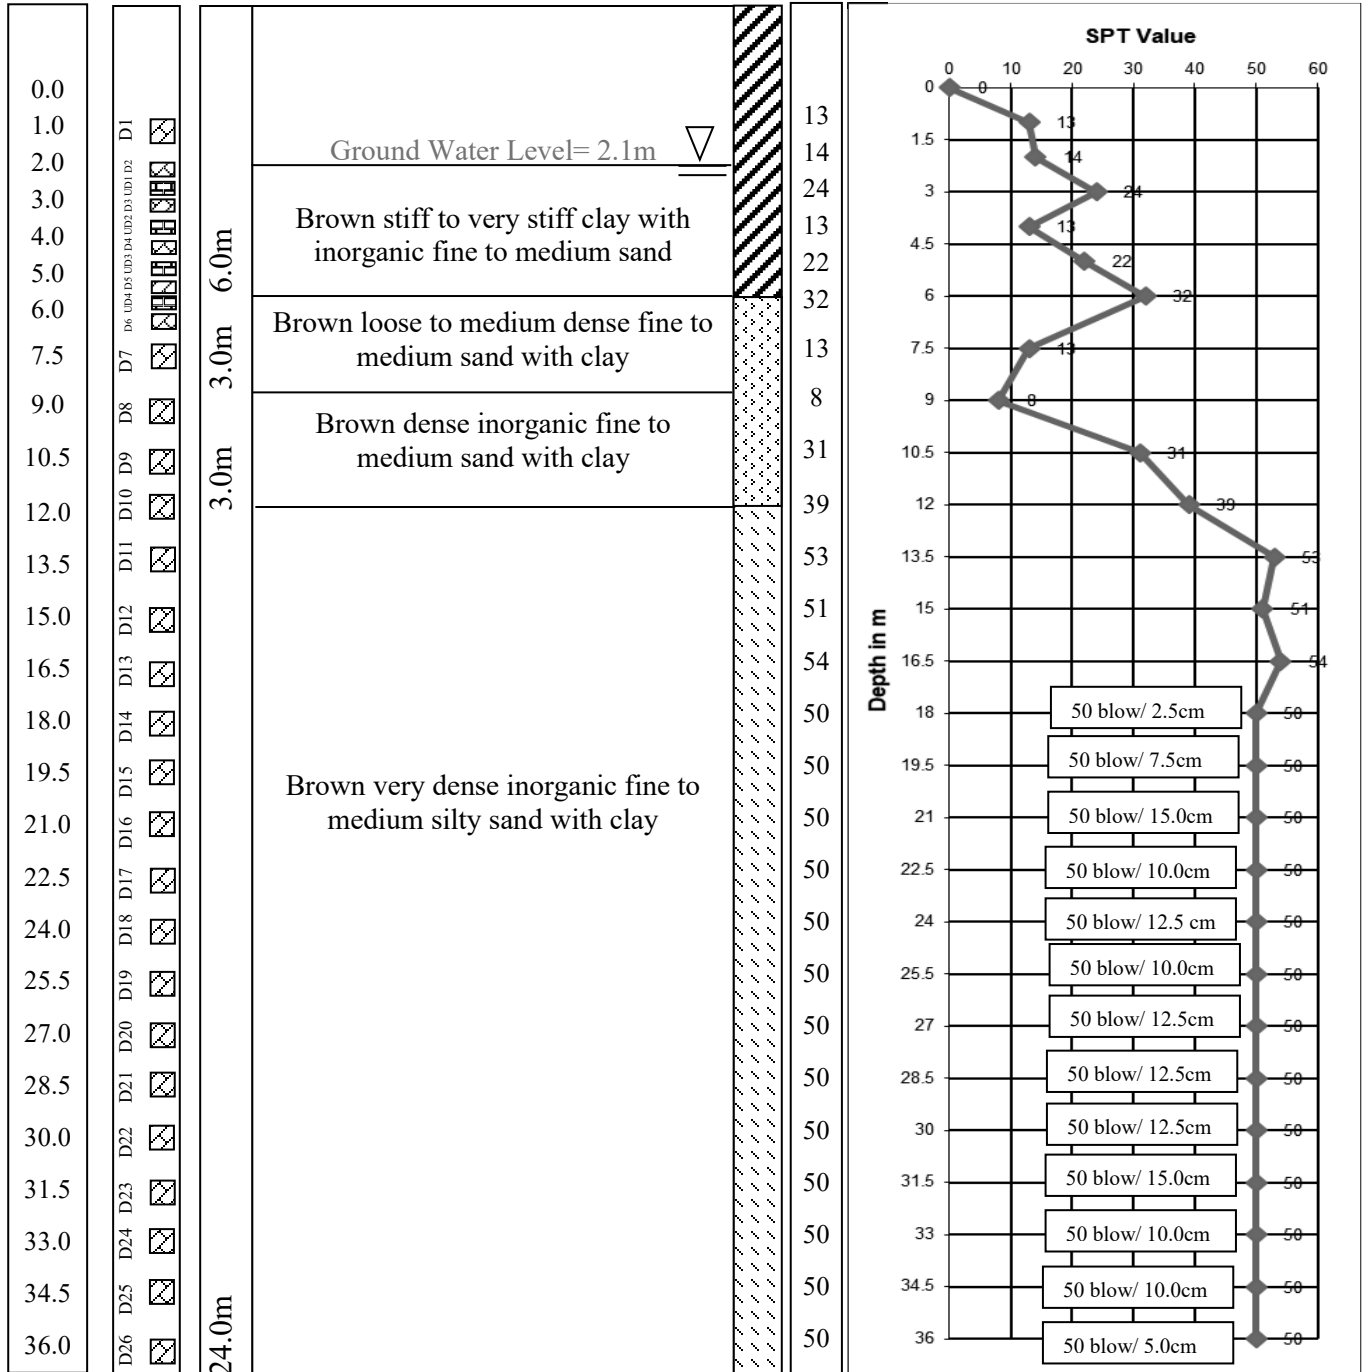 0.0
1.0
2.0
3.0
4.0
5.0
6.0
7.5
9.0
10.5
12.0
13.5
15.0
16.5
18.0
19.5
21.0
22.5
24.0
25.5
27.0
28.5
30.0
31.5
33.0
34.5
36.0
D1
D2
UD1
D3
UD2
D4
UD3
D5
UD4
D6
D7
D8
D9
D10
D11
D12
D13
D14
D15
D16
D17
D18
D19
D20
D21
D22
D23
D24
D25
D26
6.0m
3.0m
3.0m
24.0m
Ground Water Level= 2.1m
Brown stiff to very stiff clay with
inorganic fine to medium sand
Brown loose to medium dense fine to
medium sand with clay
Brown dense inorganic fine to
medium sand with clay
Brown very dense inorganic fine to
medium silty sand with clay
13
14
24
13
22
32
13
8
31
39
53
51
54
50
50
50
50
50
50
50
50
50
50
50
50
50
SPT Value
0 10 20 30 40 50 60
Depth in m
0 0
13
1.5
14
3 24
13
4.5
22
6 32
7.5 13
9 8
10.5 31
12 39
13.5 53
15 51
16.5 54
18 50 blow/ 2.5cm 50
19.5 50 blow/ 7.5cm 50
21 50 blow/ 15.0cm 50
22.5 50 blow/ 10.0cm 50
24 50 blow/ 12.5 cm 50
25.5 50 blow/ 10.0cm 50
27 50 blow/ 12.5cm 50
28.5 50 blow/ 12.5cm 50
30 50 blow/ 12.5cm 50
31.5 50 blow/ 15.0cm 50
33 50 blow/ 10.0cm 50
34.5 50 blow/ 10.0cm 50
36 50 blow/ 5.0cm 50